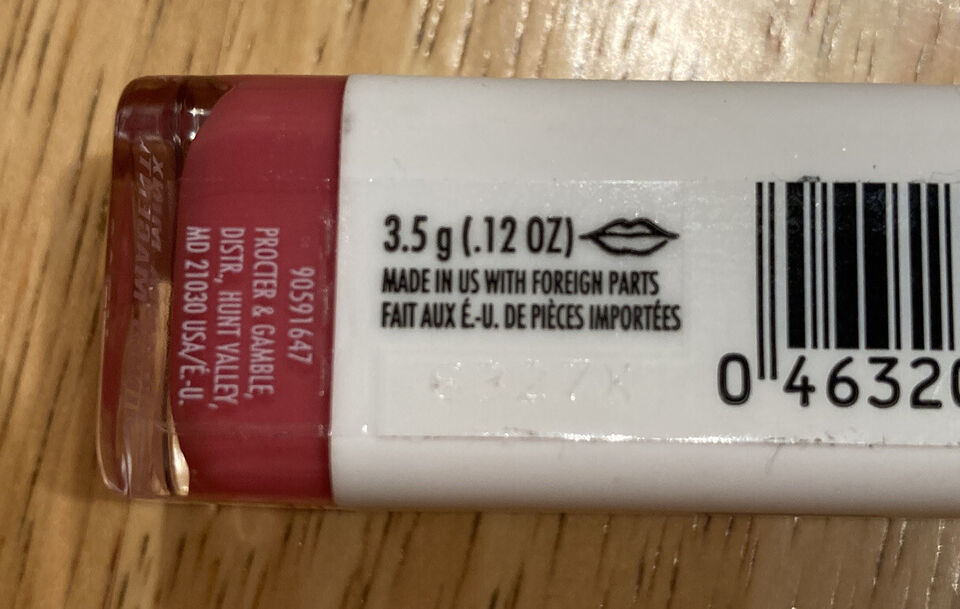 3.5 g (.12 OZ)
MADE IN US WITH FOREIGN PARTS
FAIT AUX É.-U. DE PIÈCES IMPORTÉES
0 46320
90591647
PROCTER & GAMBLE,
DISTR., HUNT VALLEY,
MD 21030 USA/É.-U.